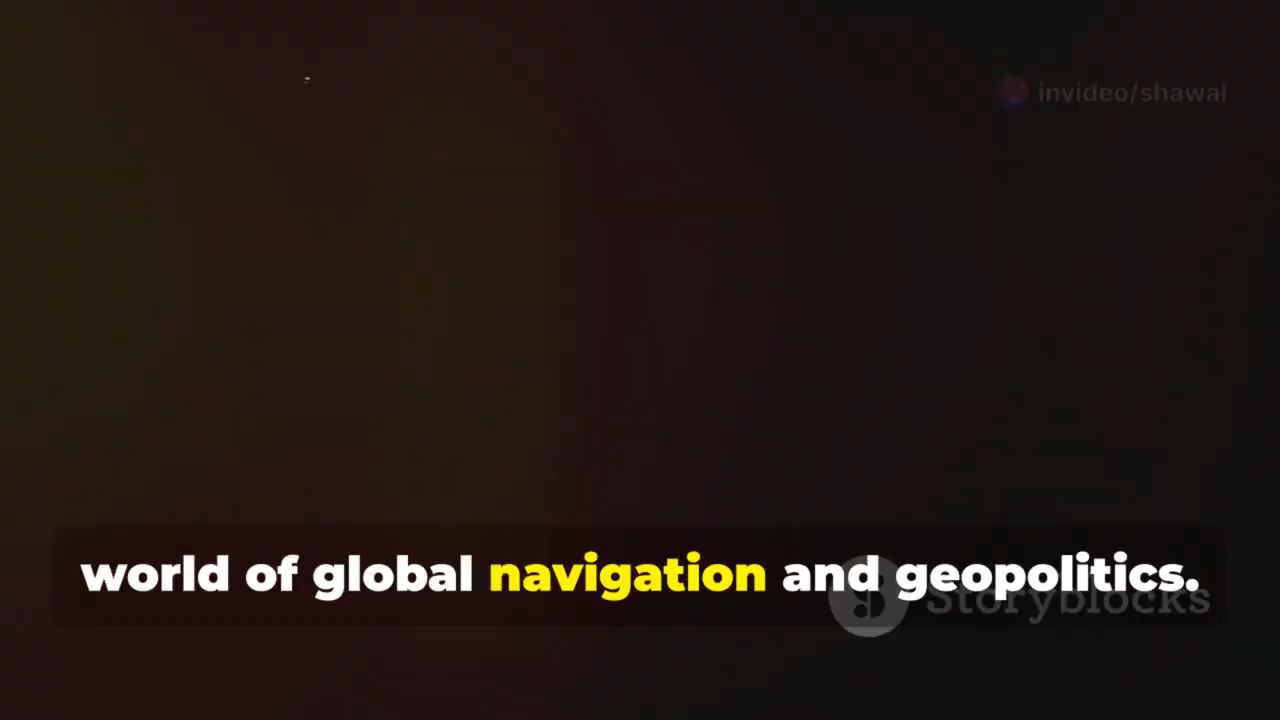 invideo/shawal
world of global navigation and geopolitics.
Storyblocks